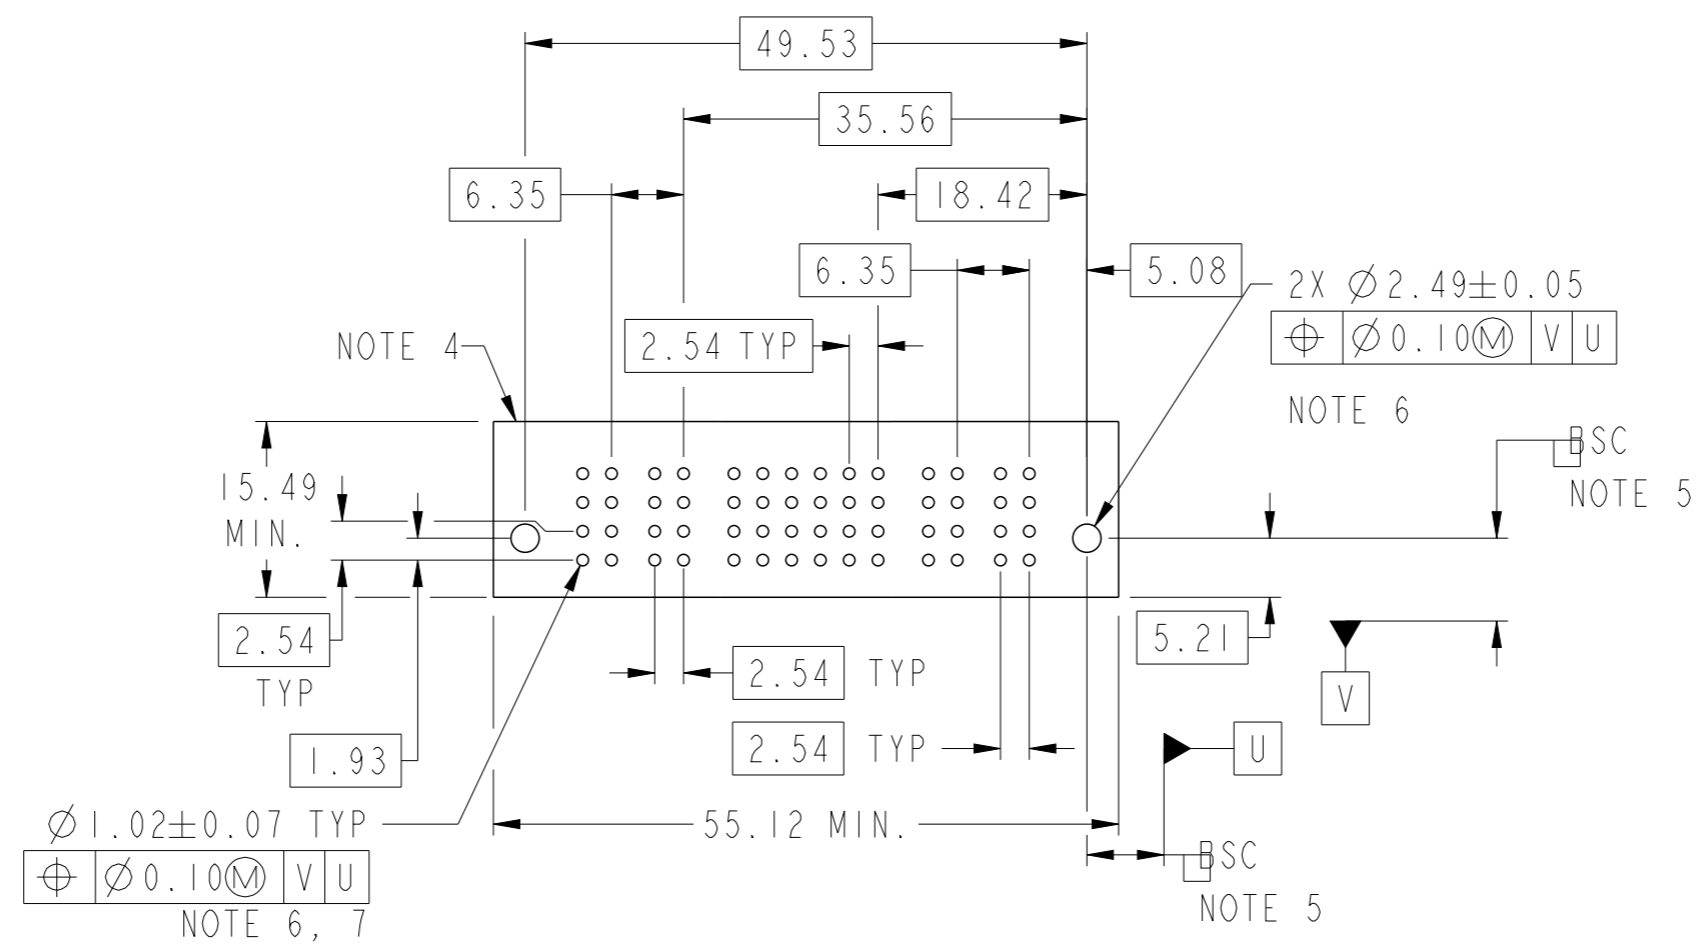 49.53
35.56
6.35
18.42
6.35
5.08
2X ⌀2.49±0.05
⌖ ⌀0.10Ⓜ V U
NOTE 6
2.54 TYP
NOTE 4
BSC
NOTE 5
15.49
MIN.
2.54
TYP
5.21
2.54 TYP
V
2.54 TYP
U
1.93
⌀1.02±0.07 TYP
55.12 MIN.
⌖ ⌀0.10Ⓜ V U
NOTE 6, 7
BSC
NOTE 5